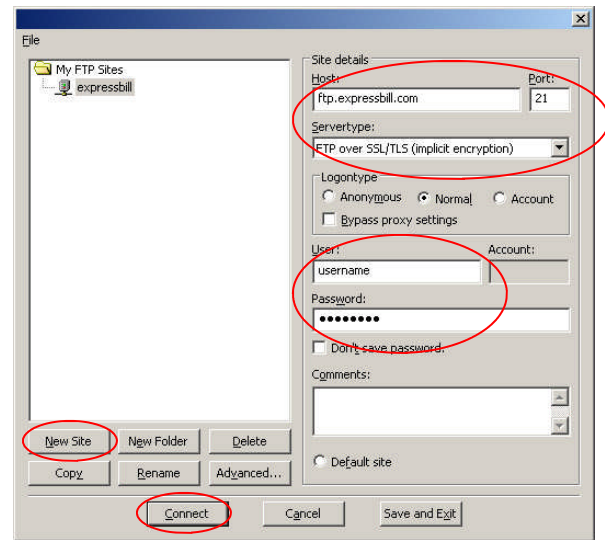 File
My FTP Sites
expressbill
New Site
New Folder
Delete
Copy
Rename
Advanced...
Site details
Host:
Port:
ftp.expressbill.com
21
Servertype:
FTP over SSL/TLS (implicit encryption)
Logontype
Anonymous
Normal
Account
Bypass proxy settings
User:
Account:
username
Password:
●●●●●●●●
Don't save password.
Comments:
Default site
Connect
Cancel
Save and Exit